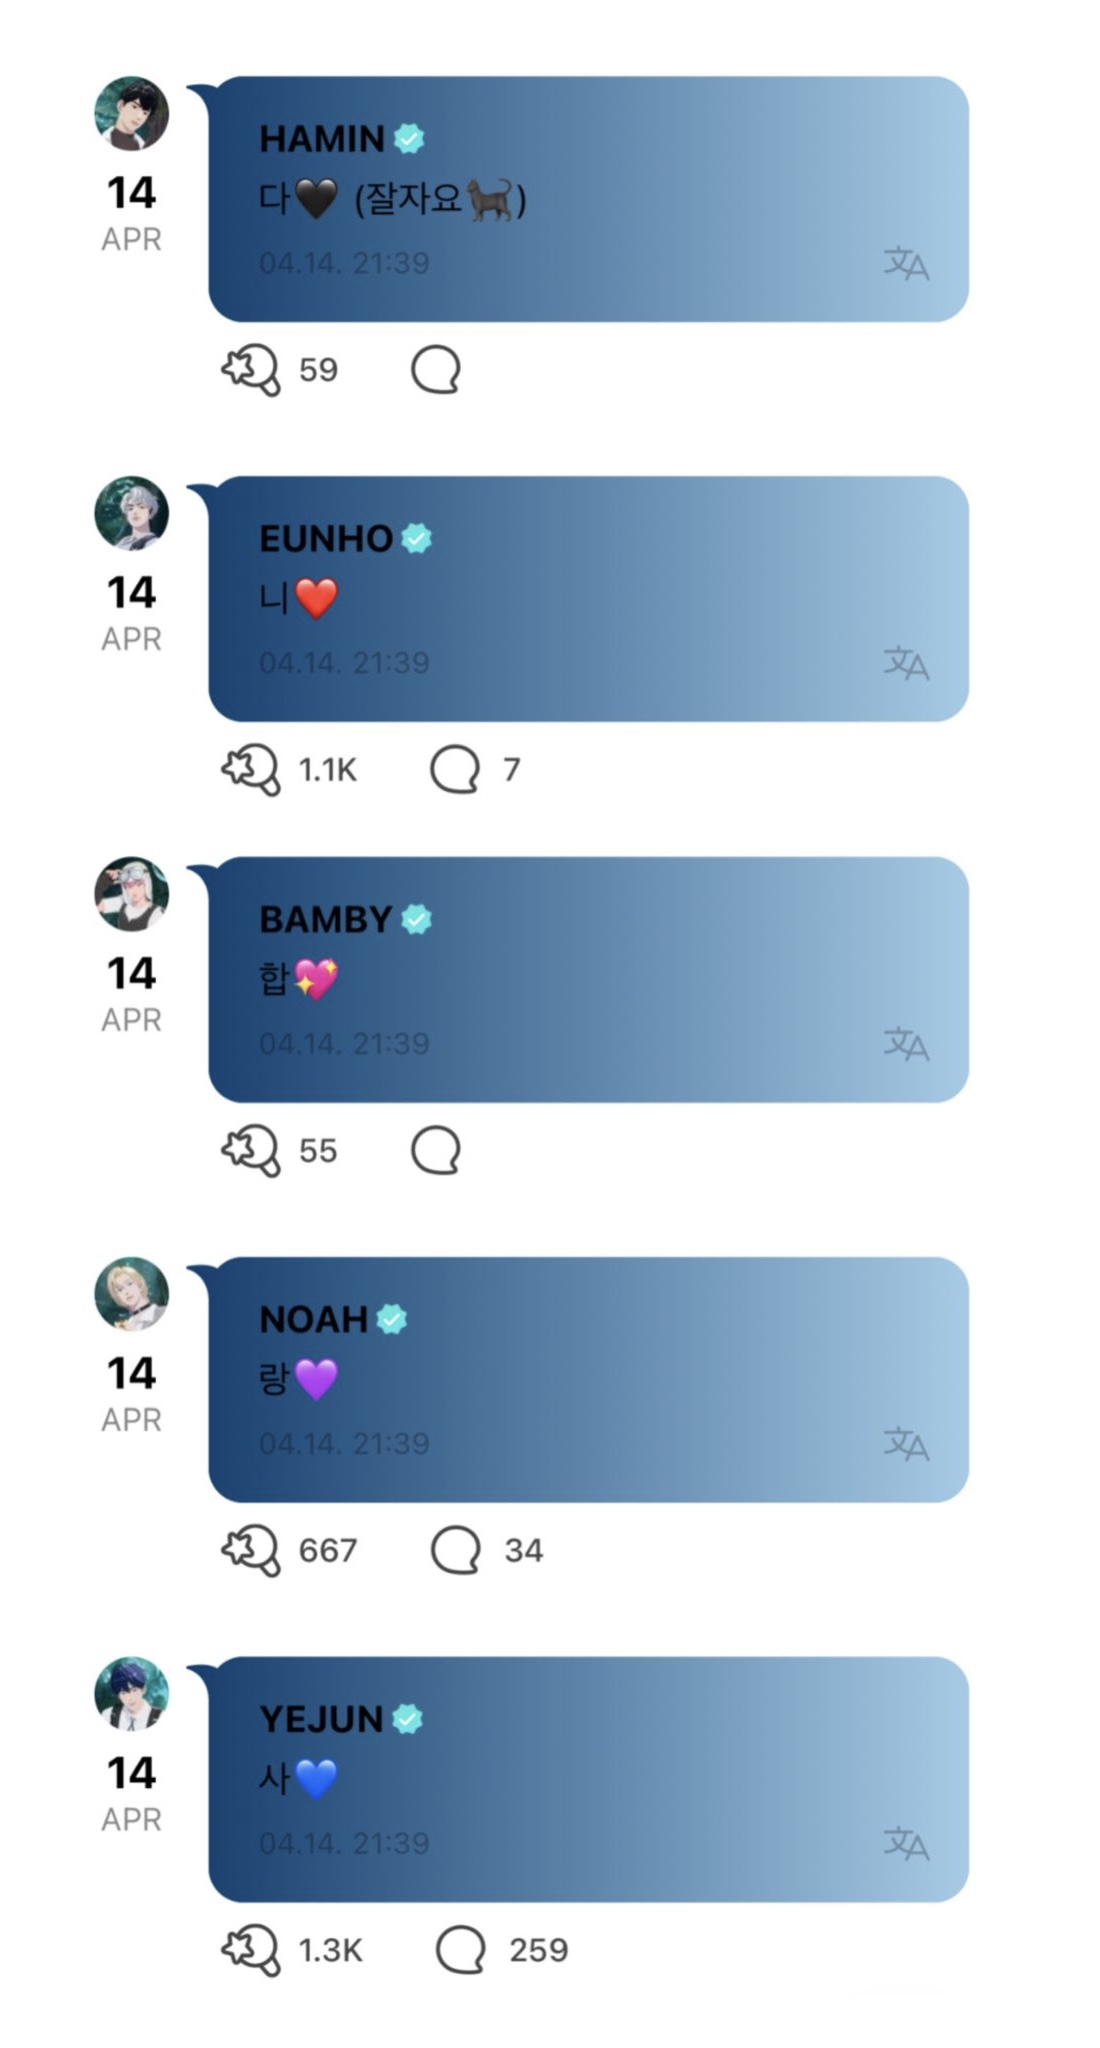 HAMIN
14
APR
다🖤 (잘자요🐈‍⬛)
04.14. 21:39
59
EUNHO
14
APR
니❤️
04.14. 21:39
1.1K 7
BAMBY
14
APR
합💖
04.14. 21:39
55
NOAH
14
APR
랑💜
04.14. 21:39
667 34
YEJUN
14
APR
사💙
04.14. 21:39
1.3K 259